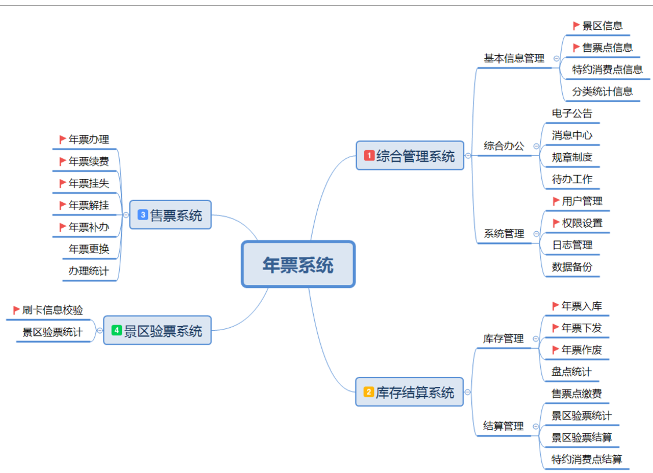 年票系统
1 综合管理系统
基本信息管理
景区信息
售票点信息
特约消费点信息
分类统计信息
综合办公
电子公告
消息中心
规章制度
待办工作
系统管理
用户管理
权限设置
日志管理
数据备份
2 库存结算系统
库存管理
年票入库
年票下发
年票作废
盘点统计
结算管理
售票点缴费
景区验票统计
景区验票结算
特约消费点结算
3 售票系统
年票办理
年票续费
年票挂失
年票解挂
年票补办
年票更换
办理统计
4 景区验票系统
刷卡信息校验
景区验票统计